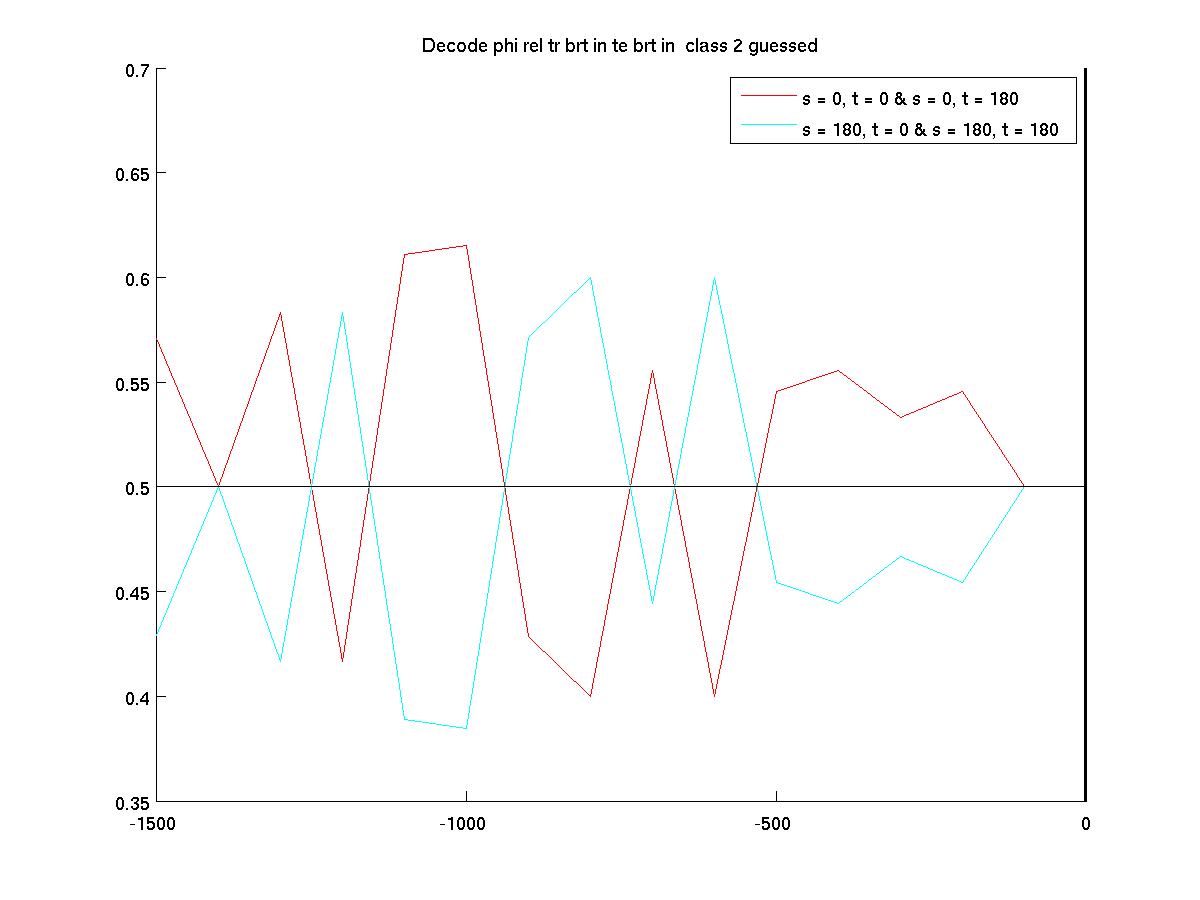 Decode phi rel tr brt in te brt in  class 2 guessed
0.7
s = 0, t = 0 & s = 0, t = 180
s = 180, t = 0 & s = 180, t = 180
0.65
0.6
0.55
0.5
0.45
0.4
0.35
-1500 -1000 -500 0